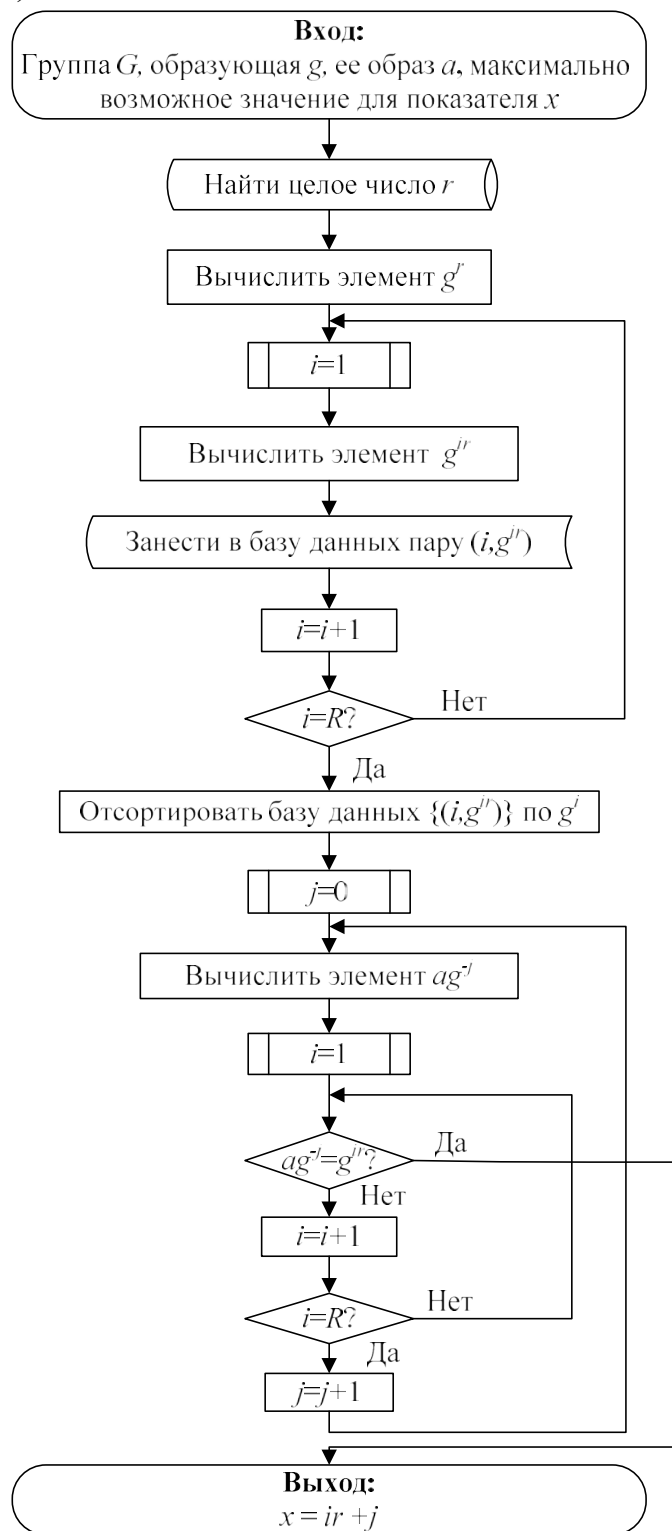 )
Вход:
Группа G, образующая g, ее образ a, максимально
возможное значение для показателя x
Найти целое число r
Вычислить элемент g^r
i=1
Вычислить элемент g^ir
Занести в базу данных пару (i,g^ir)
i=i+1
i=R?
Нет
Да
Отсортировать базу данных {(i,g^ir)} по g^i
j=0
Вычислить элемент ag^-j
i=1
ag^-j=g^ir?
Да
Нет
i=i+1
i=R?
Нет
Да
j=j+1
Выход:
x = ir +j